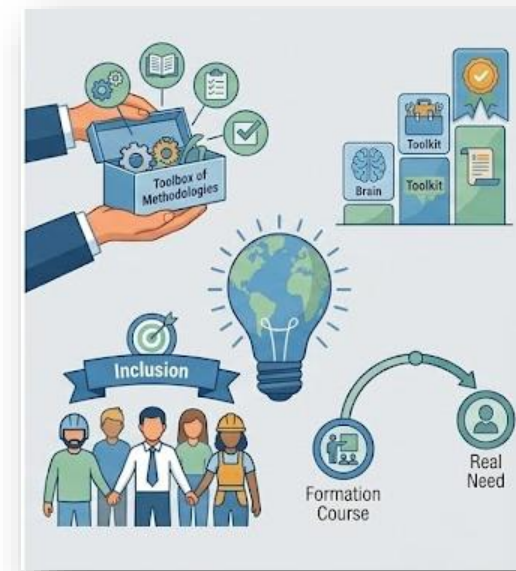 Toolbox of
Methodologies
Brain
Toolkit
Toolkit
Inclusion
Formation
Course
Real
Need